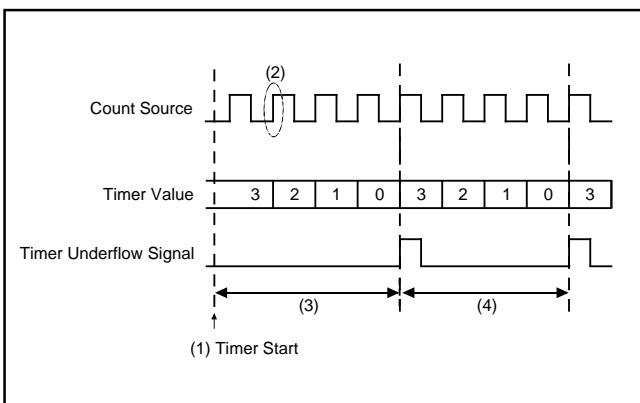 (2)
Count Source
Timer Value 3 2 1 0 3 2 1 0 3
Timer Underflow Signal
(3) (4)
(1) Timer Start